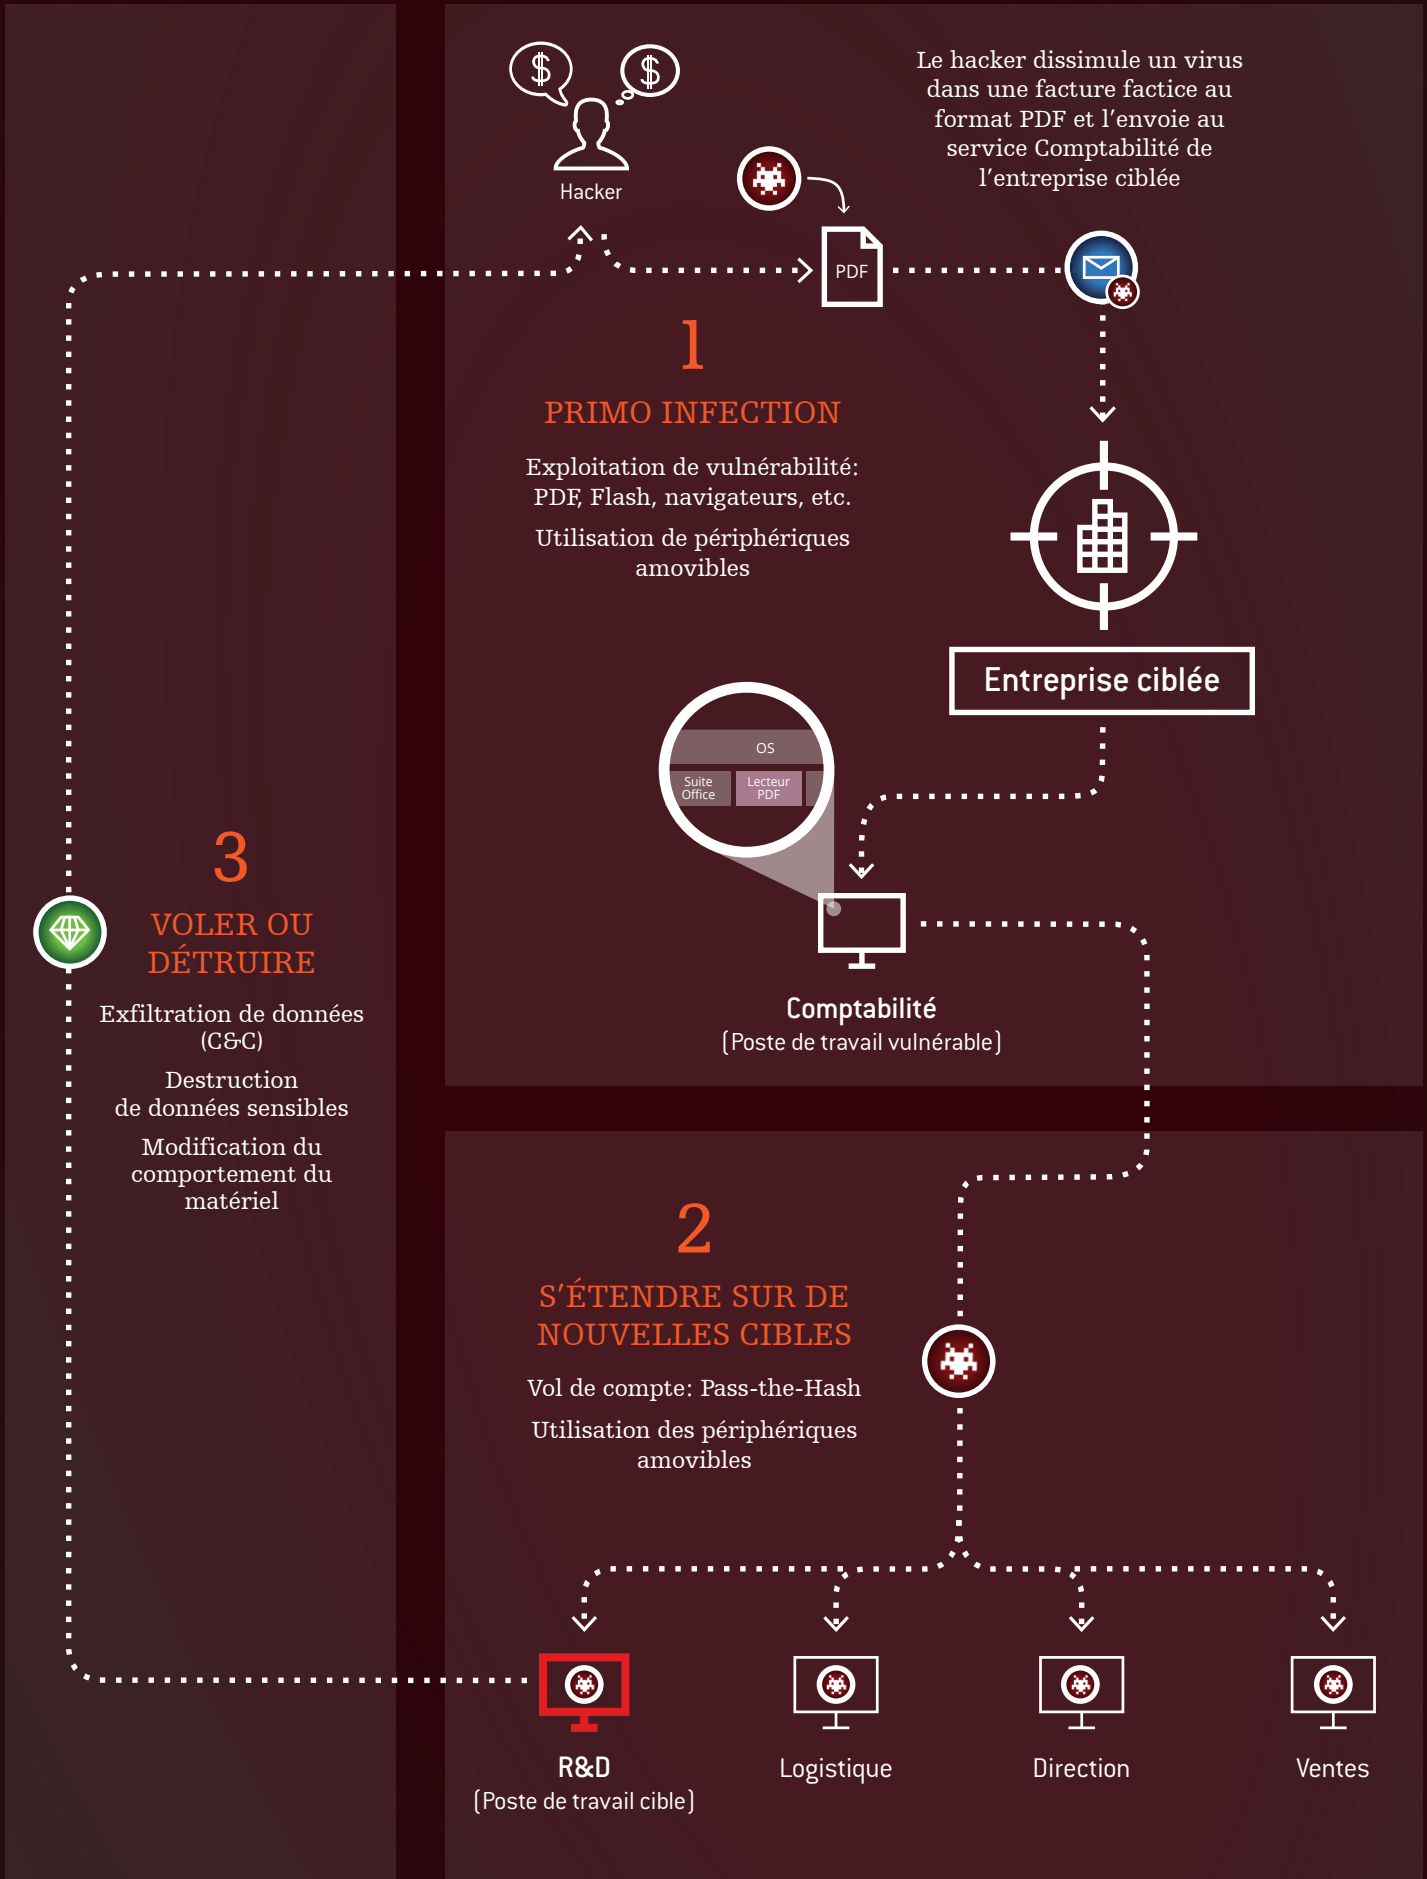 $
$
Hacker
Le hacker dissimule un virus
dans une facture factice au
format PDF et l'envoie au
service Comptabilité de
l'entreprise ciblée
PDF
1
PRIMO INFECTION
Exploitation de vulnérabilité:
PDF, Flash, navigateurs, etc.
Utilisation de périphériques
amovibles
Entreprise ciblée
OS
Suite
Office
Lecteur
PDF
Comptabilité
(Poste de travail vulnérable)
2
S'ÉTENDRE SUR DE
NOUVELLES CIBLES
Vol de compte: Pass-the-Hash
Utilisation des périphériques
amovibles
R&D
(Poste de travail cible)
Logistique
Direction
Ventes
3
VOLER OU
DÉTRUIRE
Exfiltration de données
(C&C)
Destruction
de données sensibles
Modification du
comportement du
matériel